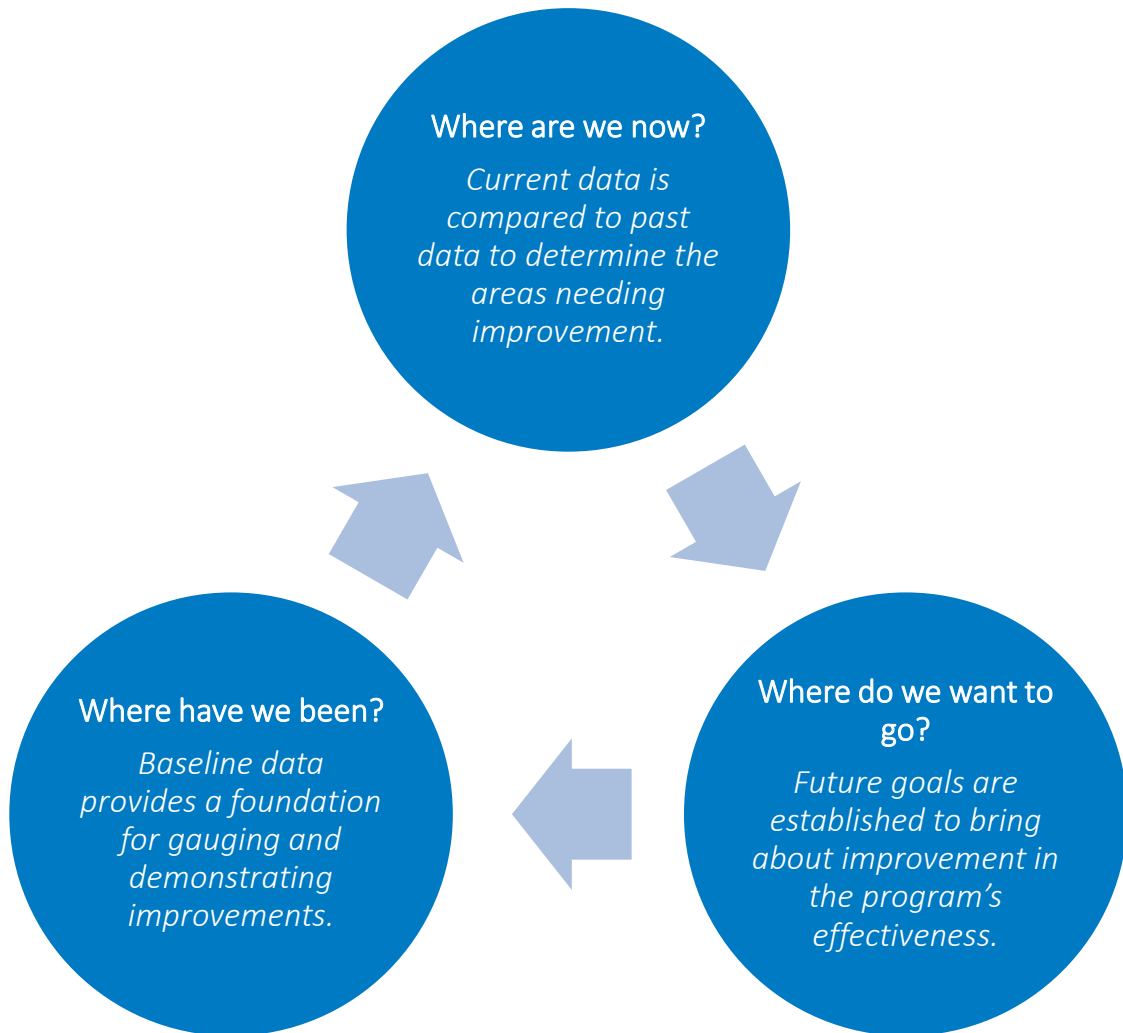 Where are we now?
Current data is
compared to past
data to determine the
areas needing
improvement.
Where have we been?
Baseline data
provides a foundation
for gauging and
demonstrating
improvements.
Where do we want to
go?
Future goals are
established to bring
about improvement in
the program’s
effectiveness.